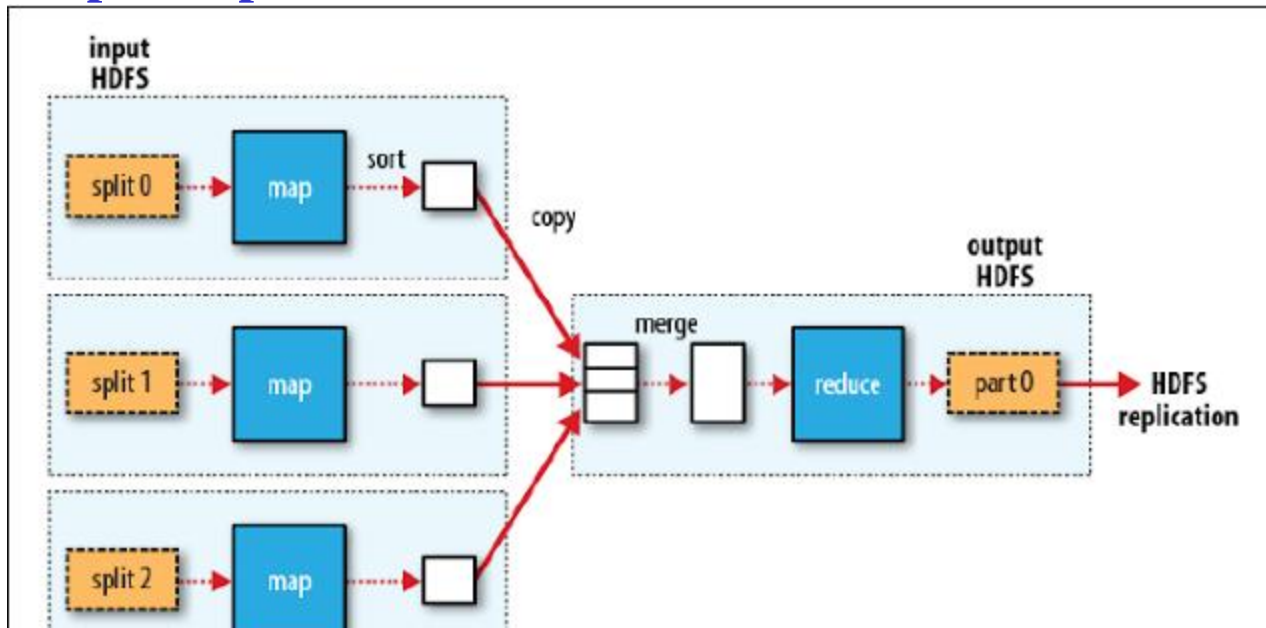 input
HDFS
split 0
map
sort
copy
output
HDFS
split 1
map
merge
reduce
part 0
HDFS
replication
split 2
map